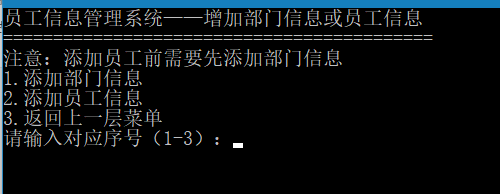 员工信息管理系统——增加部门信息或员工信息
================================================
注意：添加员工前需要先添加部门信息
1.添加部门信息
2.添加员工信息
3.返回上一层菜单
请输入对应序号（1-3）：